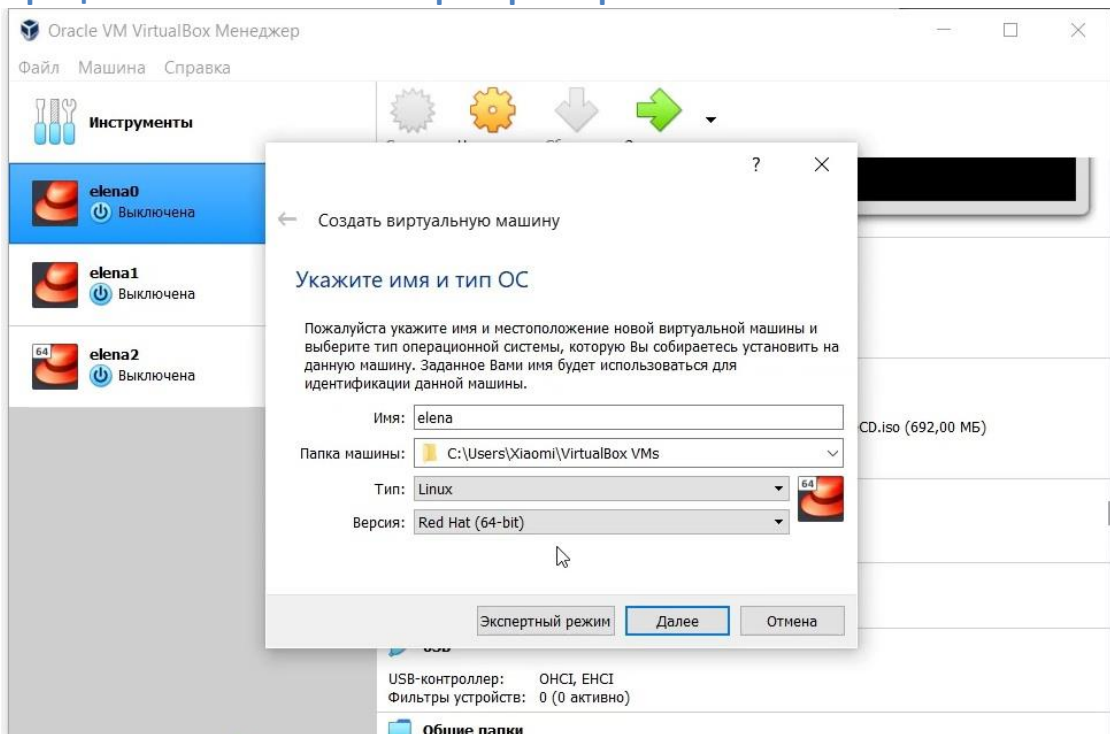 Oracle VM VirtualBox Менеджер
Файл Машина Справка
Инструменты
elena0
Выключена
elena1
Выключена
64
elena2
Выключена
?
Создать виртуальную машину
Укажите имя и тип ОС
Пожалуйста укажите имя и местоположение новой виртуальной машины и
выберите тип операционной системы, которую Вы собираетесь установить на
данную машину. Заданное Вами имя будет использоваться для
идентификации данной машины.
Имя: elena
Папка машины: C:\Users\Xiaomi\VirtualBox VMs
Тип: Linux
64
Версия: Red Hat (64-bit)
Экспертный режим Далее Отмена
CD.iso (692,00 МБ)
USB
USB-контроллер: OHCI, EHCI
Фильтры устройств: 0 (0 активно)
Общие папки